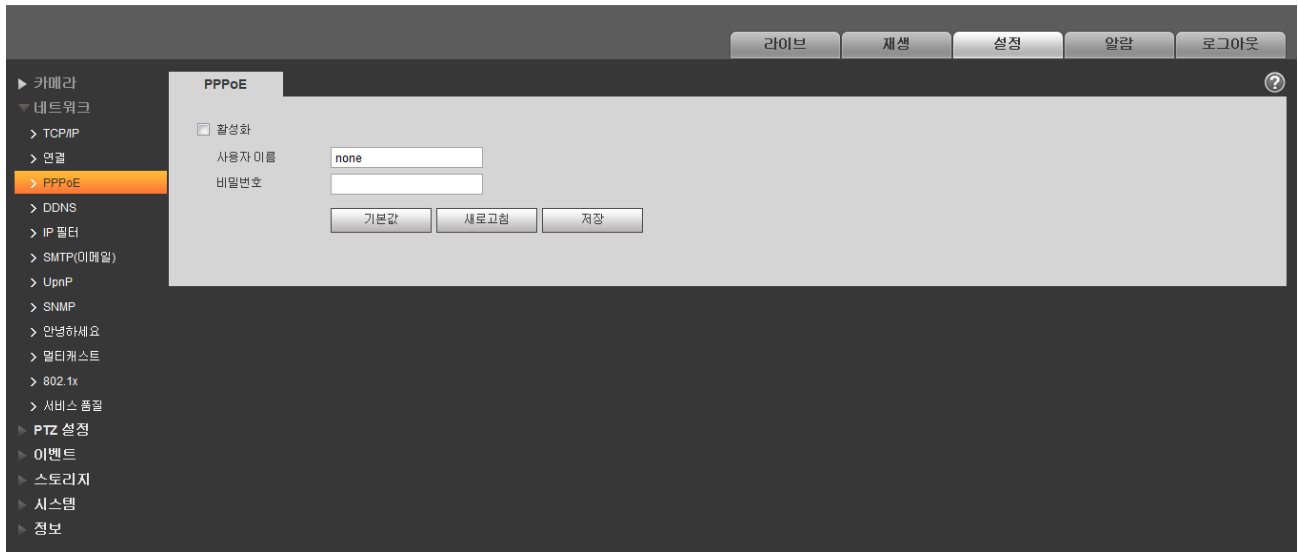 라이브
재생
설정
알람
로그아웃
카메라
네트워크
TCP/IP
연결
PPPoE
DDNS
IP 필터
SMTP(이메일)
UpnP
SNMP
안녕하세요
멀티캐스트
802.1x
서비스 품질
PTZ 설정
이벤트
스토리지
시스템
정보
PPPoE
?
활성화
사용자 이름
none
비밀번호
기본값
새로고침
저장